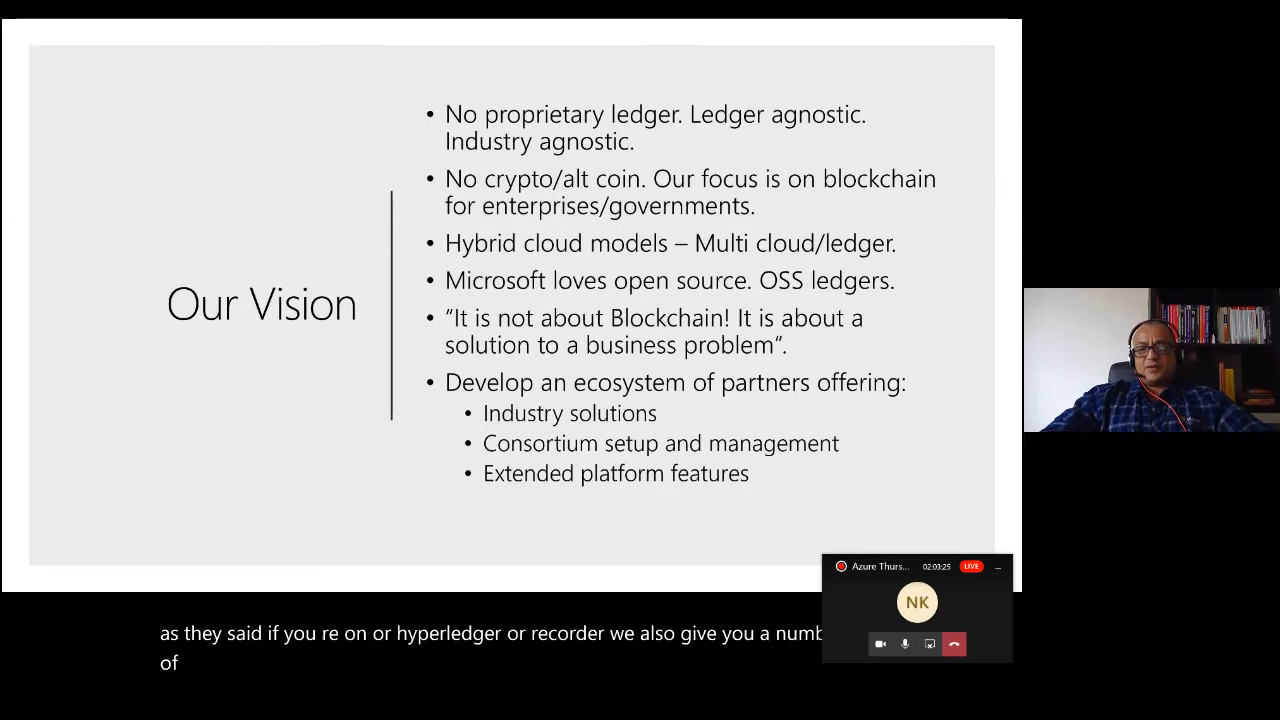 Our Vision
• No proprietary ledger. Ledger agnostic.
Industry agnostic.
• No crypto/alt coin. Our focus is on blockchain
for enterprises/governments.
• Hybrid cloud models – Multi cloud/ledger.
• Microsoft loves open source. OSS ledgers.
• “It is not about Blockchain! It is about a
solution to a business problem”.
• Develop an ecosystem of partners offering:
• Industry solutions
• Consortium setup and management
• Extended platform features
Azure Thurs... 02:03:25 LIVE
NK
as they said if you re on or hyperledger or recorder we also give you a numb
of